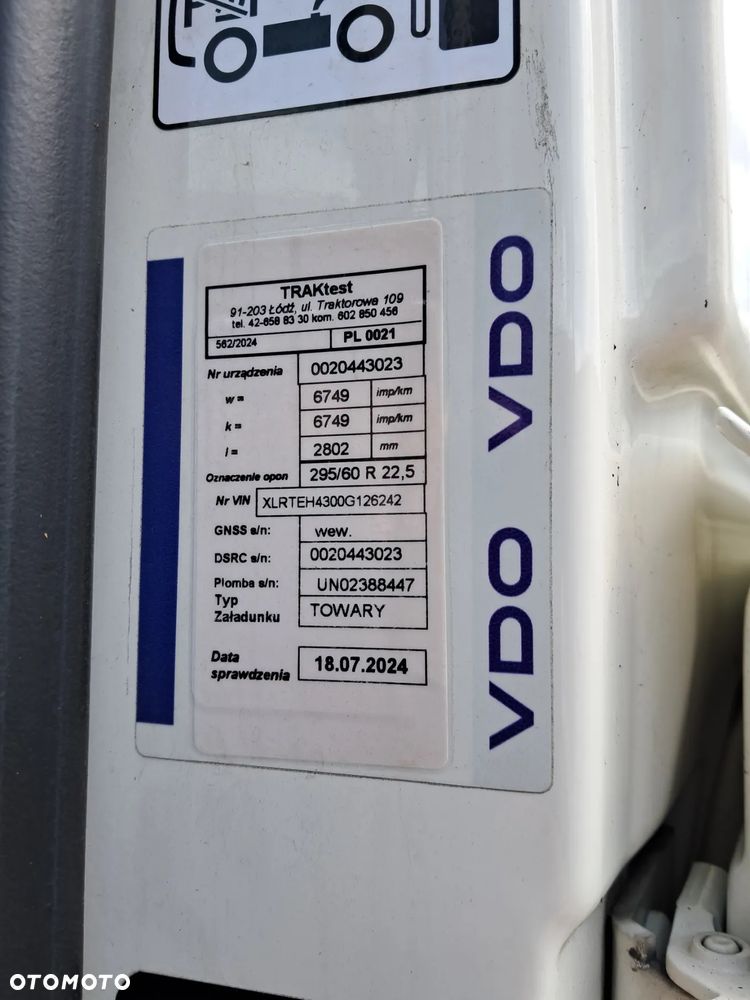 TRAKtest
91-203 Łódź, ul. Traktorowa 109
tel. 42-658 83 30 kom. 602 850 456
562/2024 PL 0021
Nr urządzenia 0020443023
w = 6749 imp/km
k = 6749 imp/km
l = 2802 mm
Oznaczenie opon 295/60 R 22,5
Nr VIN XLRTEH4300G126242
GNSS s/n: wew.
DSRC s/n: 0020443023
Plomba s/n: UN02388447
Typ
Załadunku TOWARY
Data
sprawdzenia 18.07.2024
VDO VDO
OTOMOTO